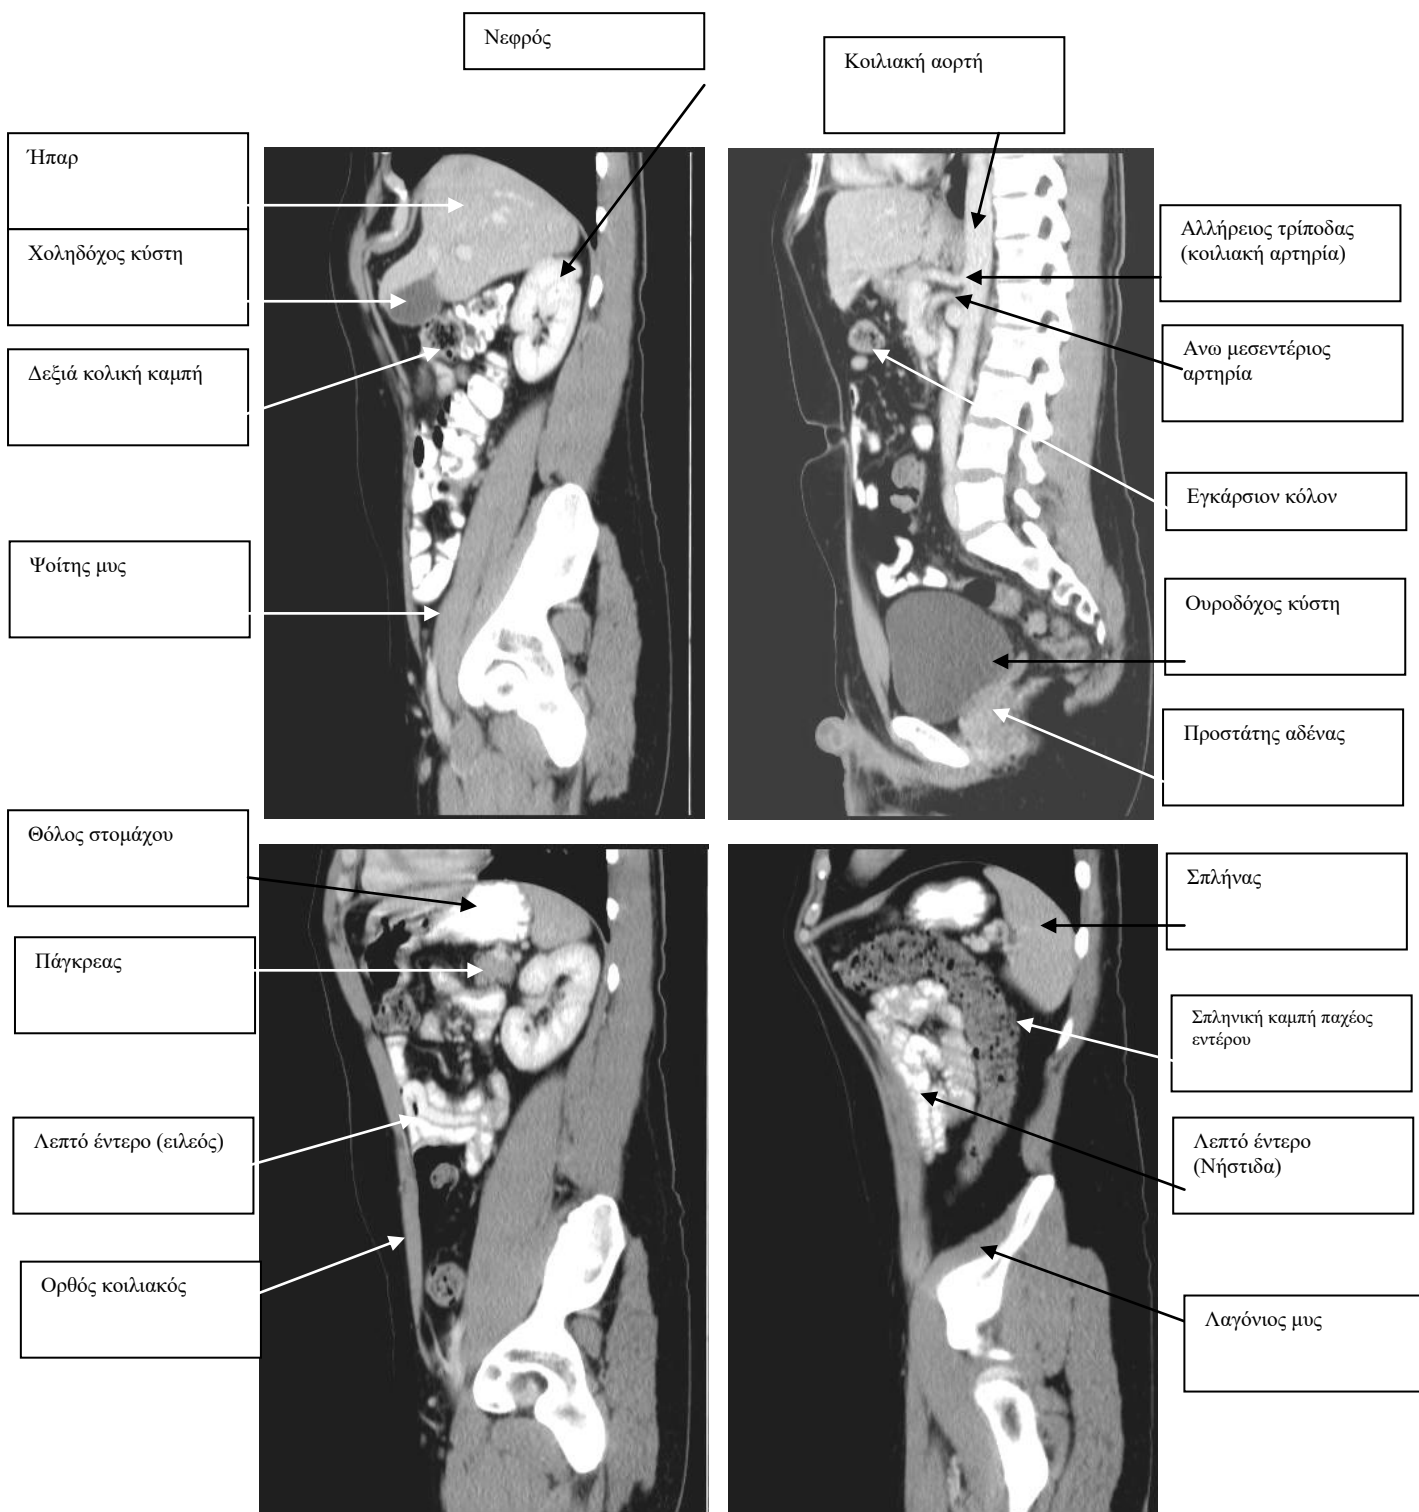 Νεφρός
Κοιλιακή αορτή
Ήπαρ
Χοληδόχος κύστη
Δεξιά κολική καμπή
Ψοίτης μυς
Αλλήρειος τρίποδας
(κοιλιακή αρτηρία)
Ανω μεσεντέριος
αρτηρία
Εγκάρσιον κόλον
Ουροδόχος κύστη
Προστάτης αδένας
Θόλος στομάχου
Πάγκρεας
Λεπτό έντερο (ειλεός)
Ορθός κοιλιακός
Σπλήνας
Σπληνική καμπή παχέος
εντέρου
Λεπτό έντερο
(Νήστιδα)
Λαγόνιος μυς